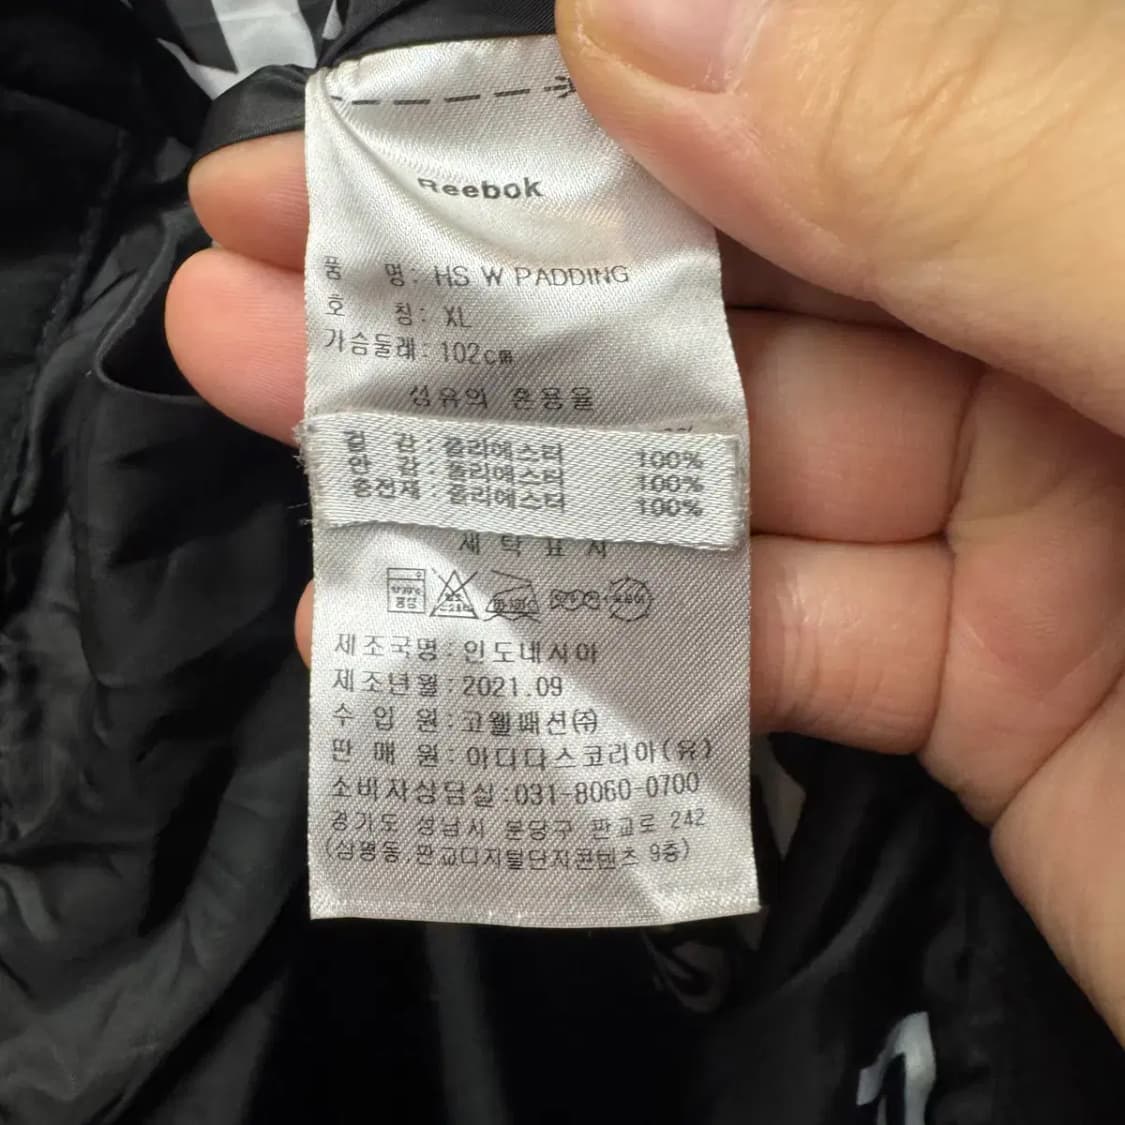 Reebok
품 명: HS W PADDING
호 칭: XL
가슴둘레: 102cm
섬유의 혼용율
겉 감 : 폴리에스터 100%
안 감 : 폴리에스터 100%
충전재 : 폴리에스터 100%
세 탁 표 시
제조국명 : 인도네시아
제조년월 : 2021.09
수 입 원 : 코웰패션㈜
판 매 원 : 아디다스코리아(유)
소비자상담실 : 031-8060-0700
경기도 성남시 분당구 판교로 242
(삼평동,판교디지털단지콘텐츠 9층)